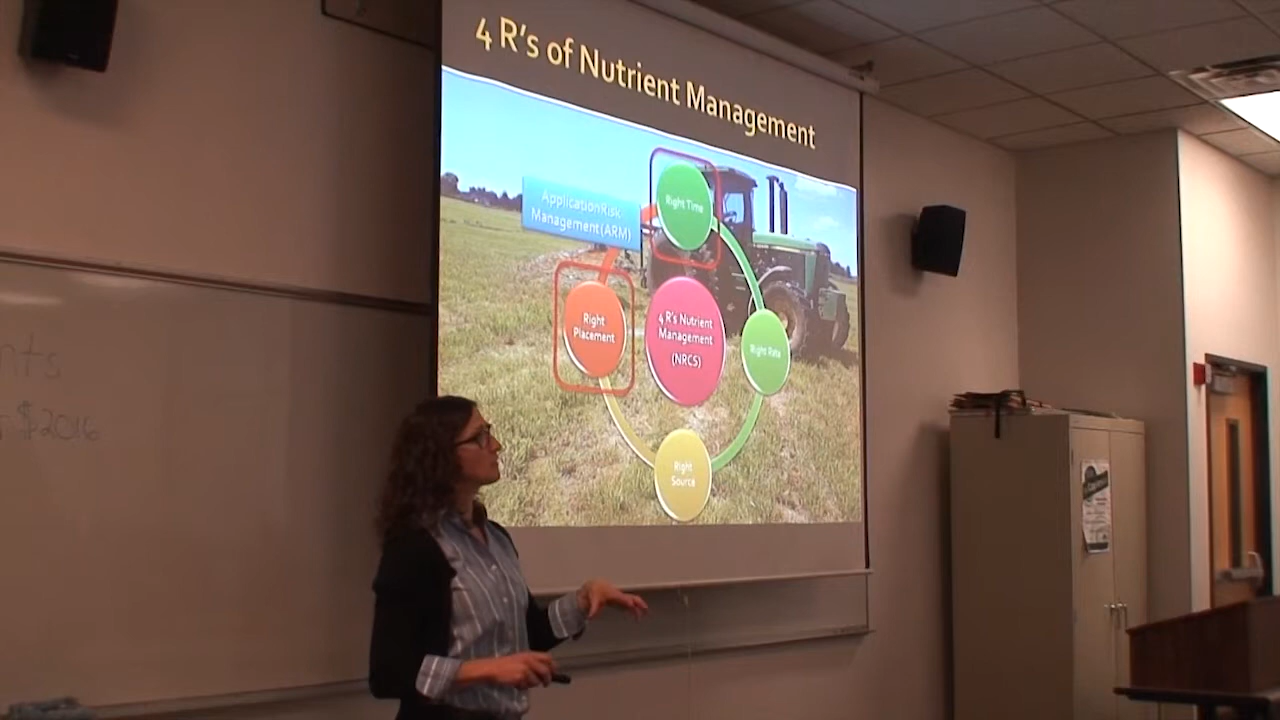 4 R's of Nutrient Management
Application Risk
Management (ARM)
Right Time
Right
Placement
4 R's Nutrient
Management
(NRCS)
Right Rate
Right
Source
nts
$2016